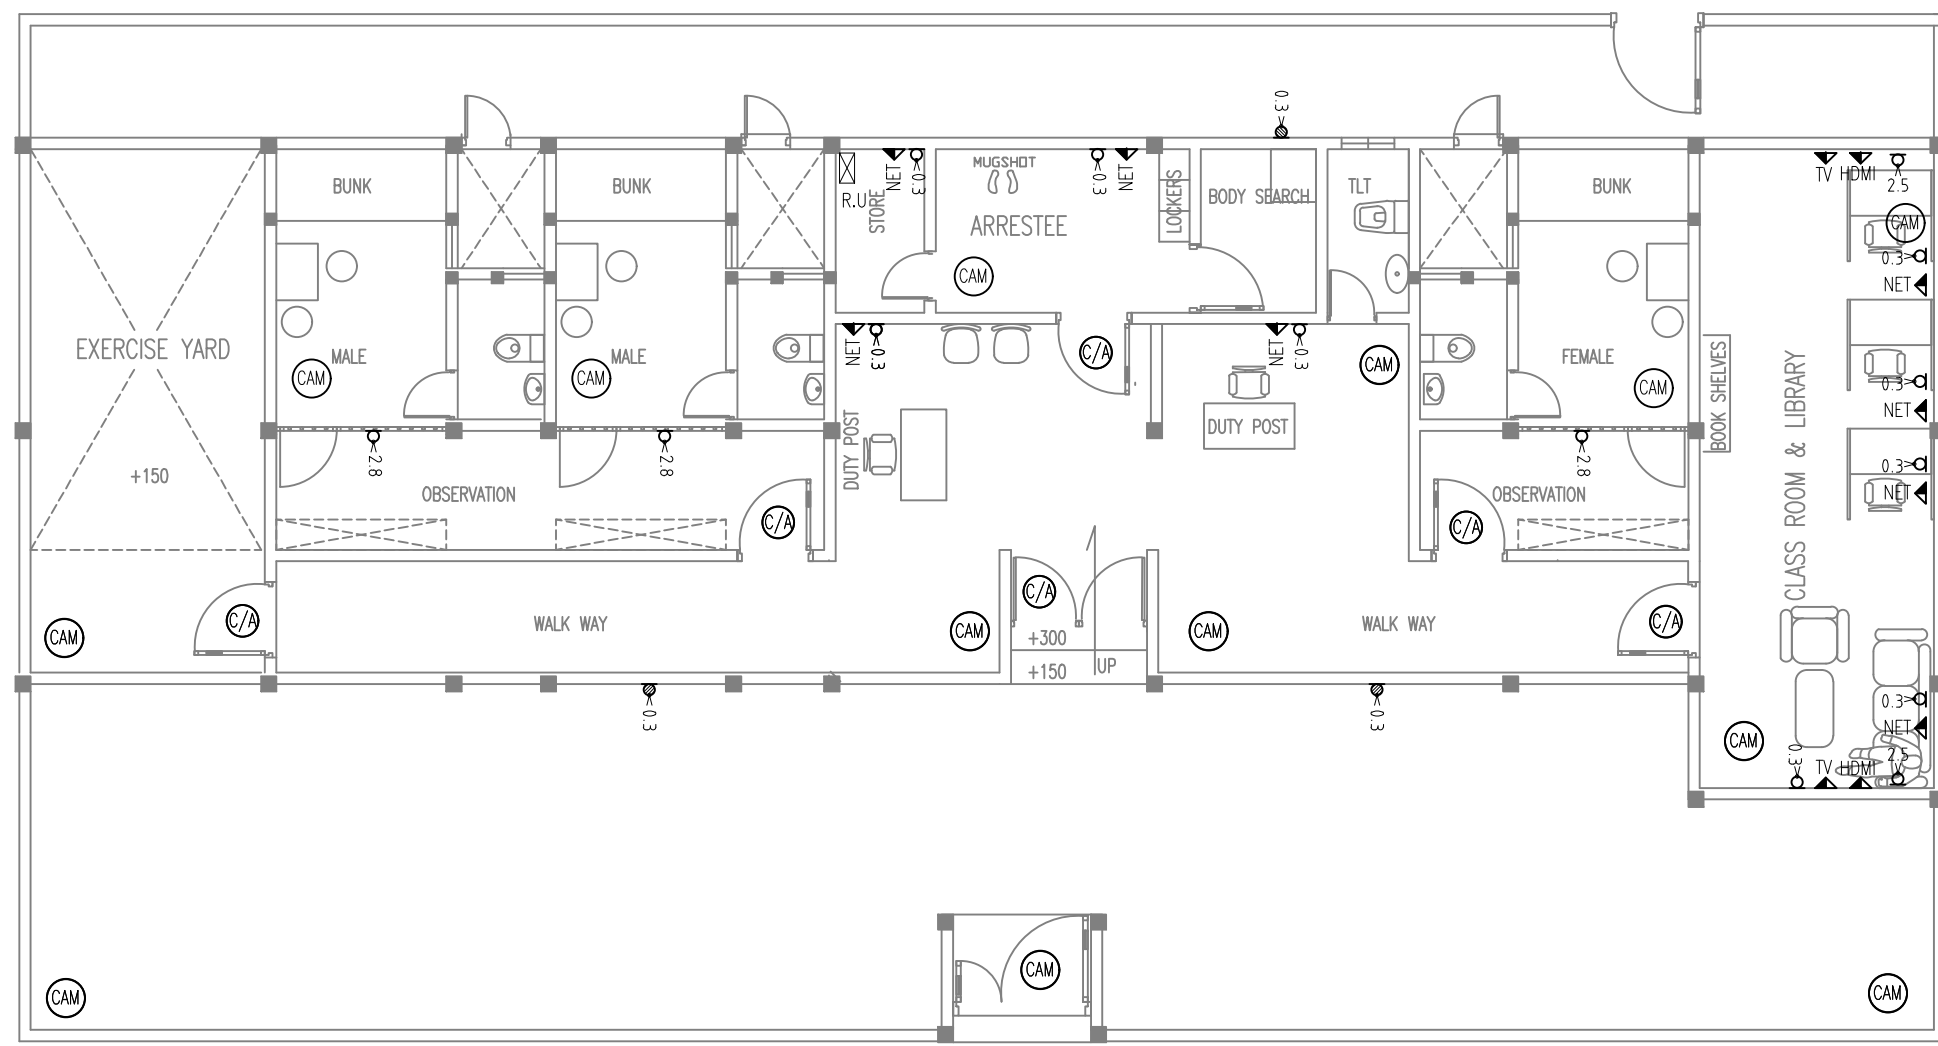 0.3
MUGSHOT
BUNK
BUNK
R.U
STORE
NET
0.3
ARRESTEE
0.3
NET
LOCKERS
BODY SEARCH
TLT
BUNK
TV
HDMI
2.5
CAM
CAM
0.3
NET
EXERCISE YARD
MALE
CAM
MALE
CAM
NET
0.3
C/A
NET
0.3
CAM
FEMALE
CAM
BOOK SHELVES
CLASS ROOM & LIBRARY
0.3
NET
DUTY POST
DUTY POST
2.8
2.8
2.8
0.3
NET
+150
OBSERVATION
OBSERVATION
C/A
C/A
C/A
C/A
CAM
WALK WAY
CAM
+300
+150
UP
CAM
WALK WAY
C/A
0.3
0.3
0.3
NET
CAM
0.3
TV
HDMI
2.5
CAM
CAM
CAM